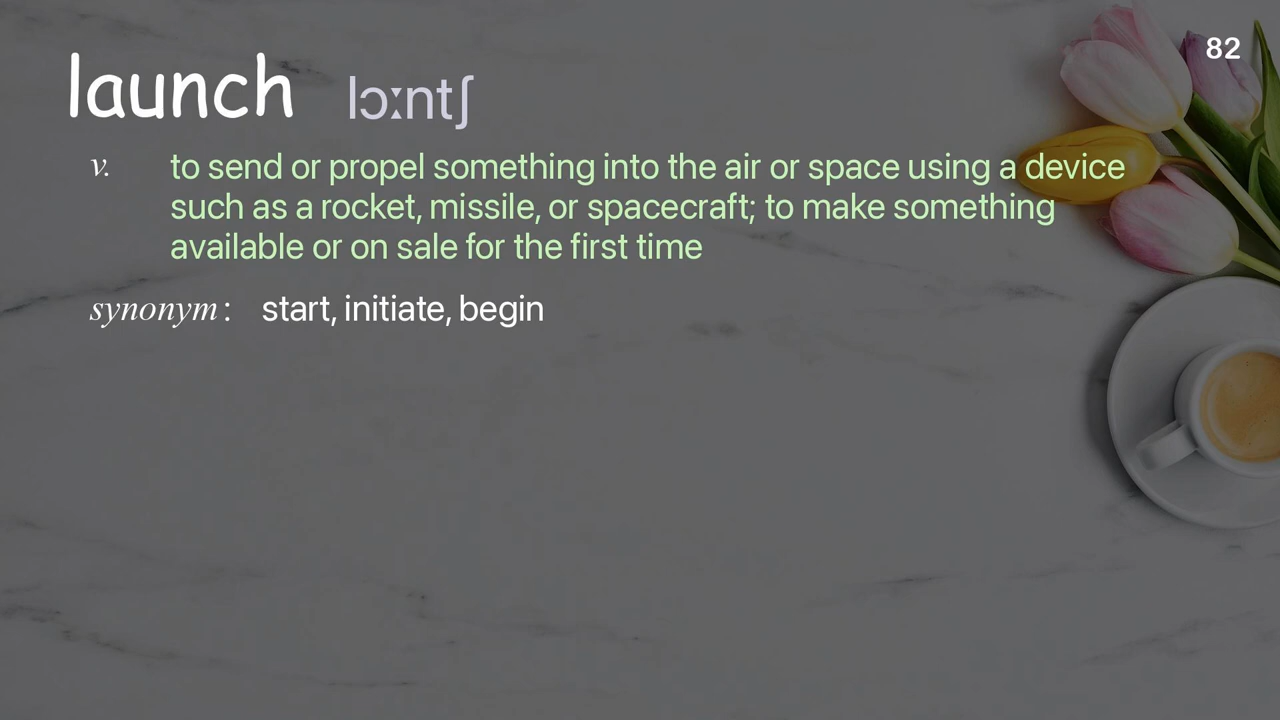 82
launch lɔːntʃ
v. to send or propel something into the air or space using a device
such as a rocket, missile, or spacecraft; to make something
available or on sale for the first time
synonym : start, initiate, begin